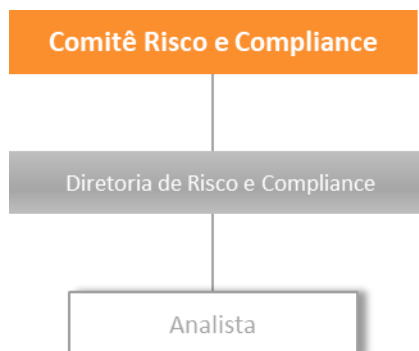 Comitê Risco e Compliance
Diretoria de Risco e Compliance
Analista